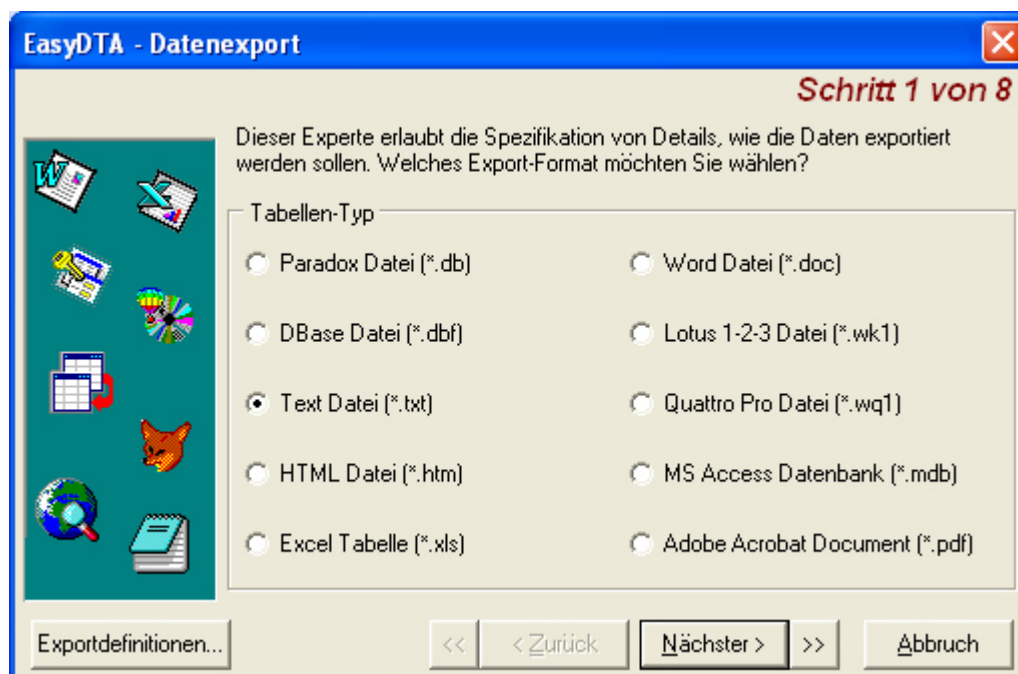 EasyDTA - Datenexport
Schritt 1 von 8
Dieser Experte erlaubt die Spezifikation von Details, wie die Daten exportiert
werden sollen. Welches Export-Format möchten Sie wählen?
Tabellen-Typ
Paradox Datei (*.db)
Word Datei (*.doc)
DBase Datei (*.dbf)
Lotus 1-2-3 Datei (*.wk1)
Text Datei (*.txt)
Quattro Pro Datei (*.wq1)
HTML Datei (*.htm)
MS Access Datenbank (*.mdb)
Excel Tabelle (*.xls)
Adobe Acrobat Document (*.pdf)
Exportdefinitionen... << < Zurück Nächster > >> Abbruch